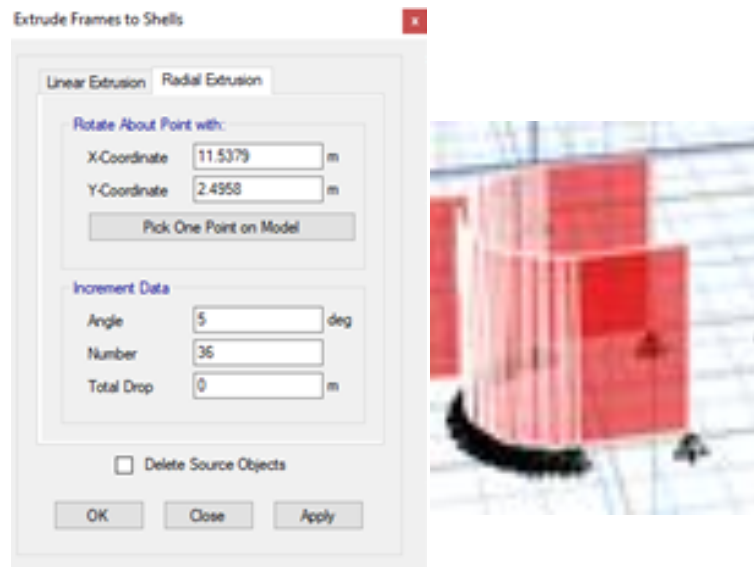 Extrude Frames to Shells
x
Linear Extrusion Radial Extrusion
Rotate About Point with:
X-Coordinate 11.5379 m
Y-Coordinate 2.4958 m
Pick One Point on Model
Increment Data
Angle 5 deg
Number 36
Total Drop 0 m
Delete Source Objects
OK Close Apply